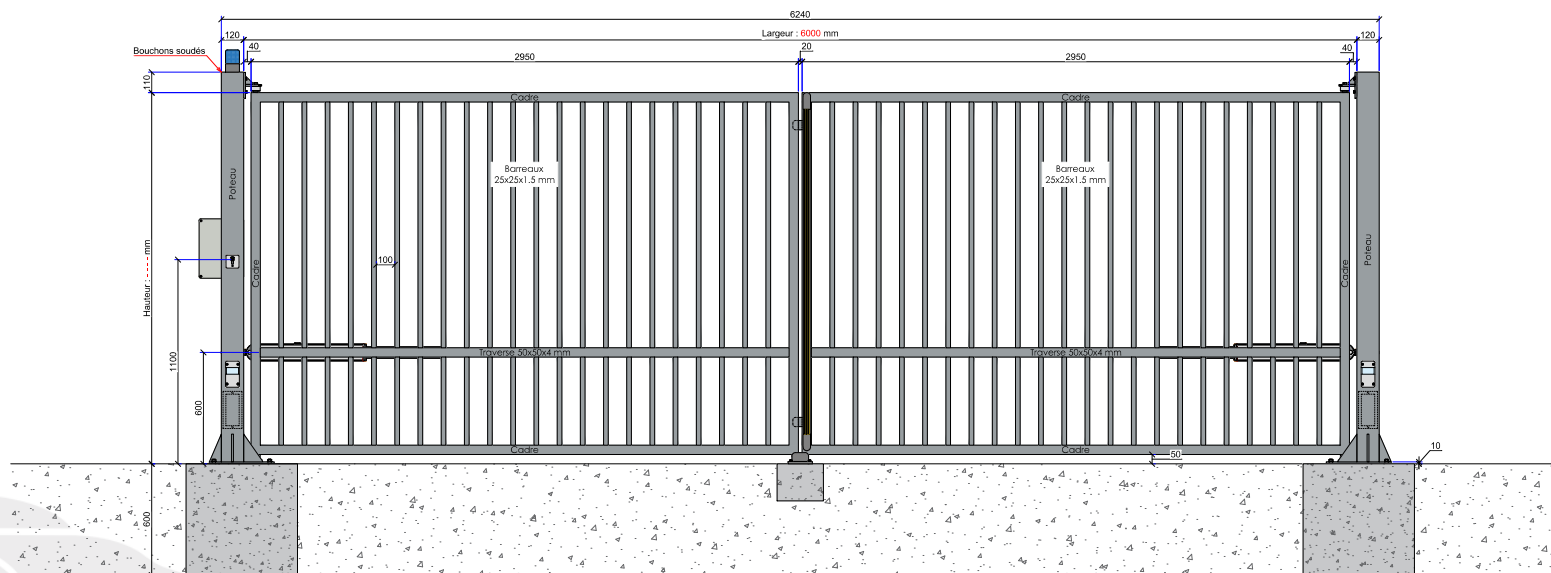 6240
120
Largeur : 6000 mm
120
Bouchons soudés
40
2950
20
2950
40
110
Cadre
Cadre
Barreaux
25x25x1.5 mm
Barreaux
25x25x1.5 mm
Poteau
Poteau
Hauteur : - - - - mm
Cadre
100
Cadre
1100
600
Traverse 50x50x4 mm
Traverse 50x50x4 mm
Cadre
Cadre
50
10
600